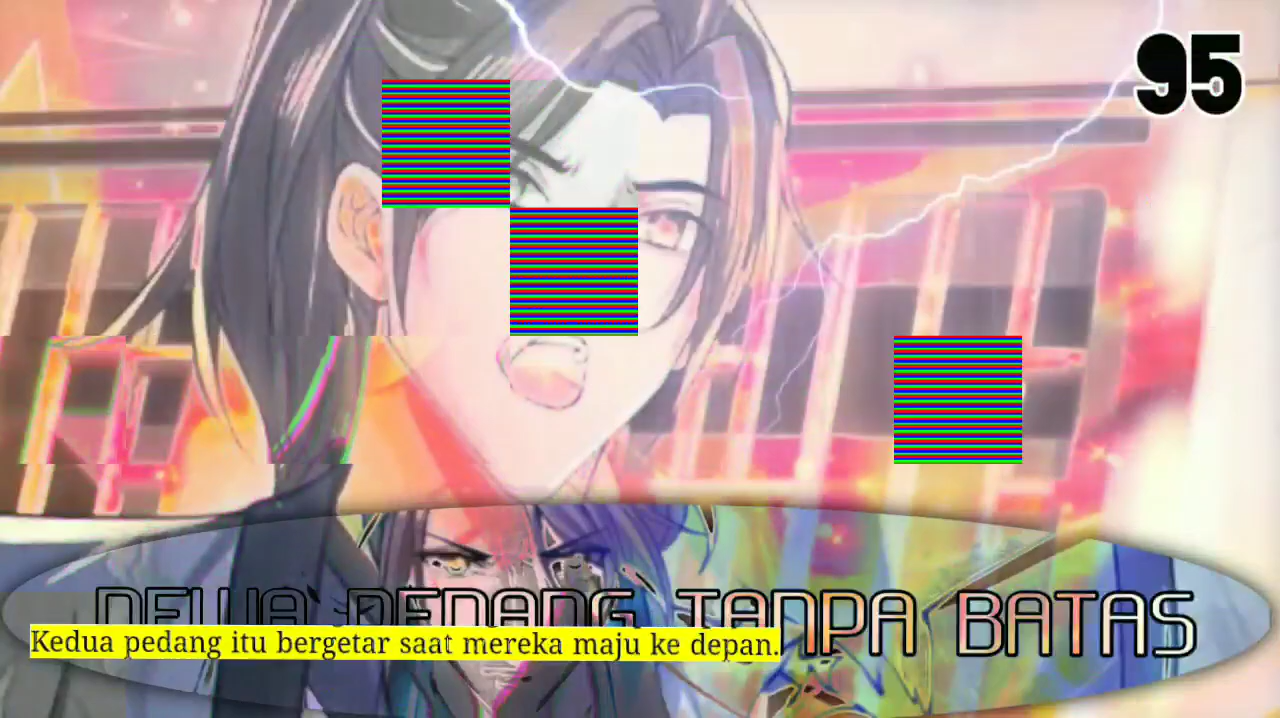 95
DEWA PEDANG TANPA BATAS
Kedua pedang itu bergetar saat mereka maju ke depan.